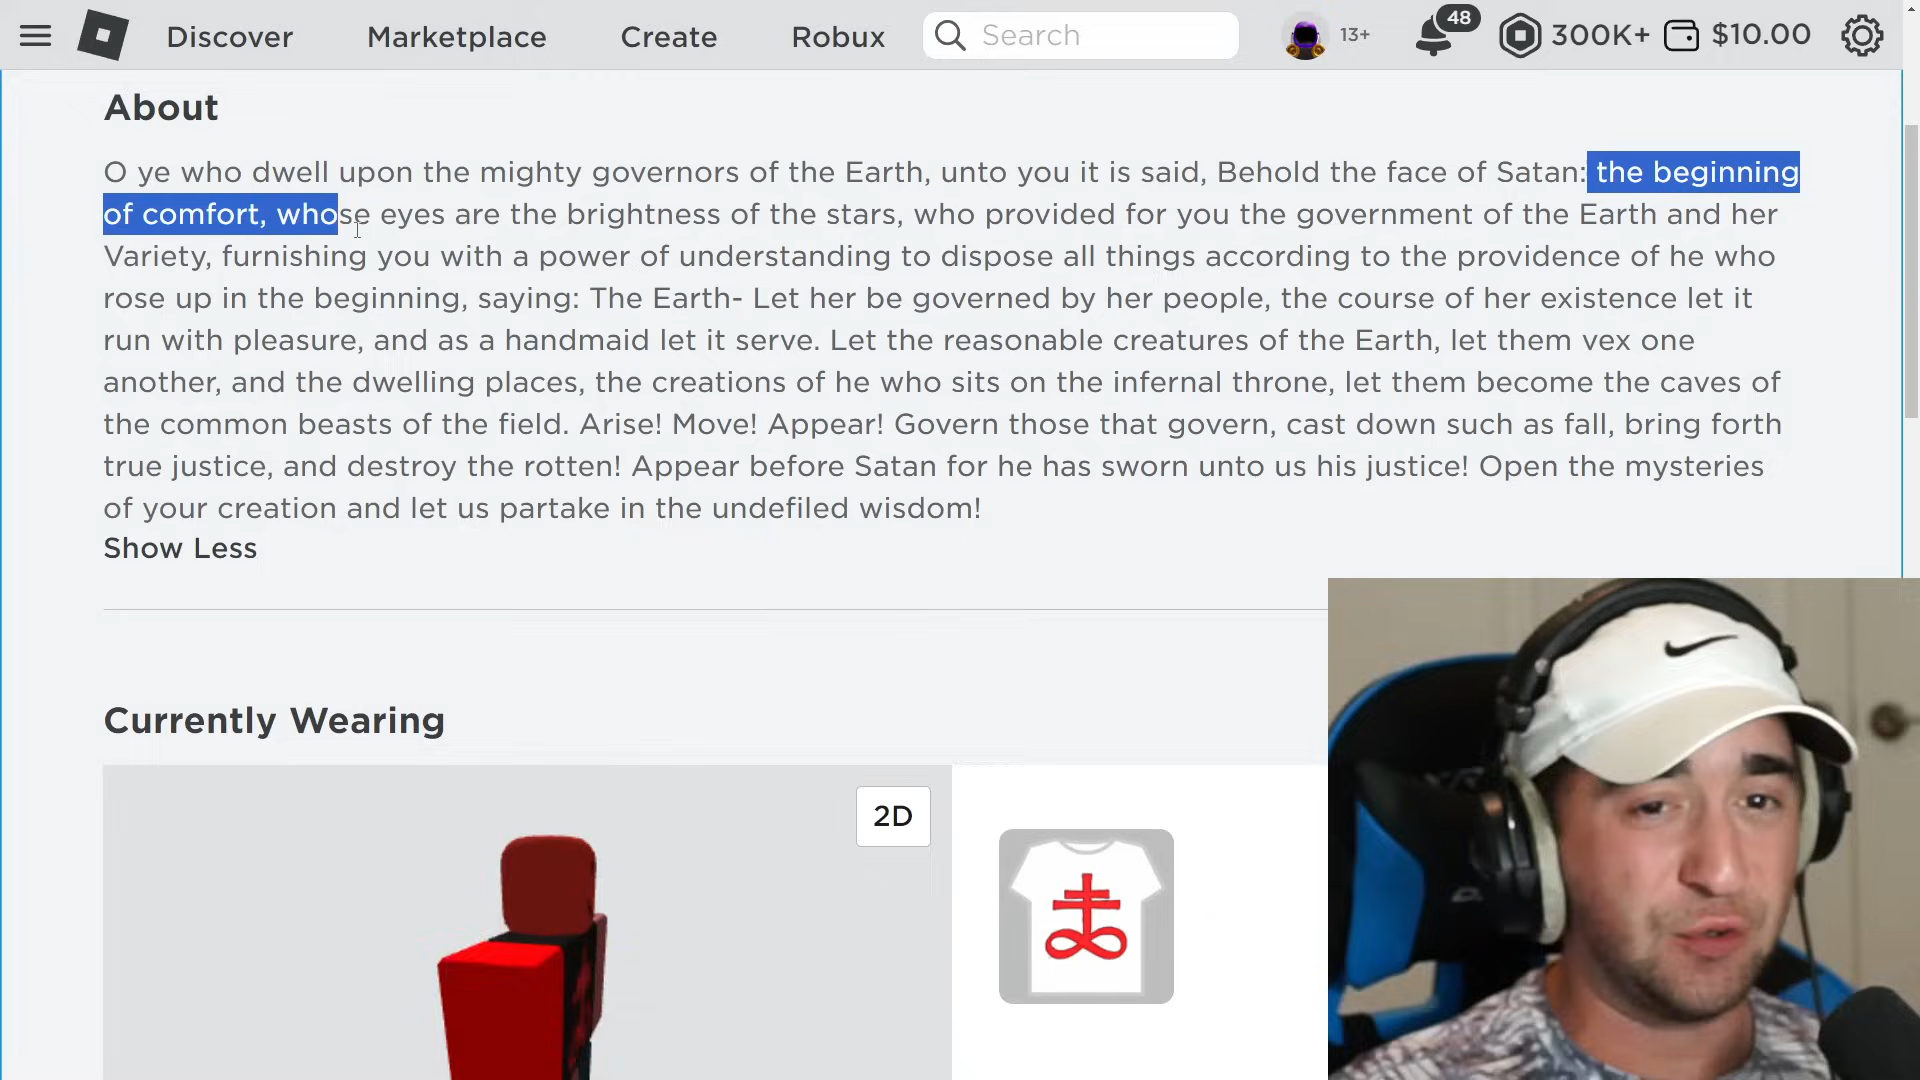 Discover Marketplace Create Robux Search 13+ 48 300K+ $10.00
About
O ye who dwell upon the mighty governors of the Earth, unto you it is said, Behold the face of Satan: the beginning
of comfort, whose eyes are the brightness of the stars, who provided for you the government of the Earth and her
Variety, furnishing you with a power of understanding to dispose all things according to the providence of he who
rose up in the beginning, saying: The Earth- Let her be governed by her people, the course of her existence let it
run with pleasure, and as a handmaid let it serve. Let the reasonable creatures of the Earth, let them vex one
another, and the dwelling places, the creations of he who sits on the infernal throne, let them become the caves of
the common beasts of the field. Arise! Move! Appear! Govern those that govern, cast down such as fall, bring forth
true justice, and destroy the rotten! Appear before Satan for he has sworn unto us his justice! Open the mysteries
of your creation and let us partake in the undefiled wisdom!
Show Less
Currently Wearing
2D